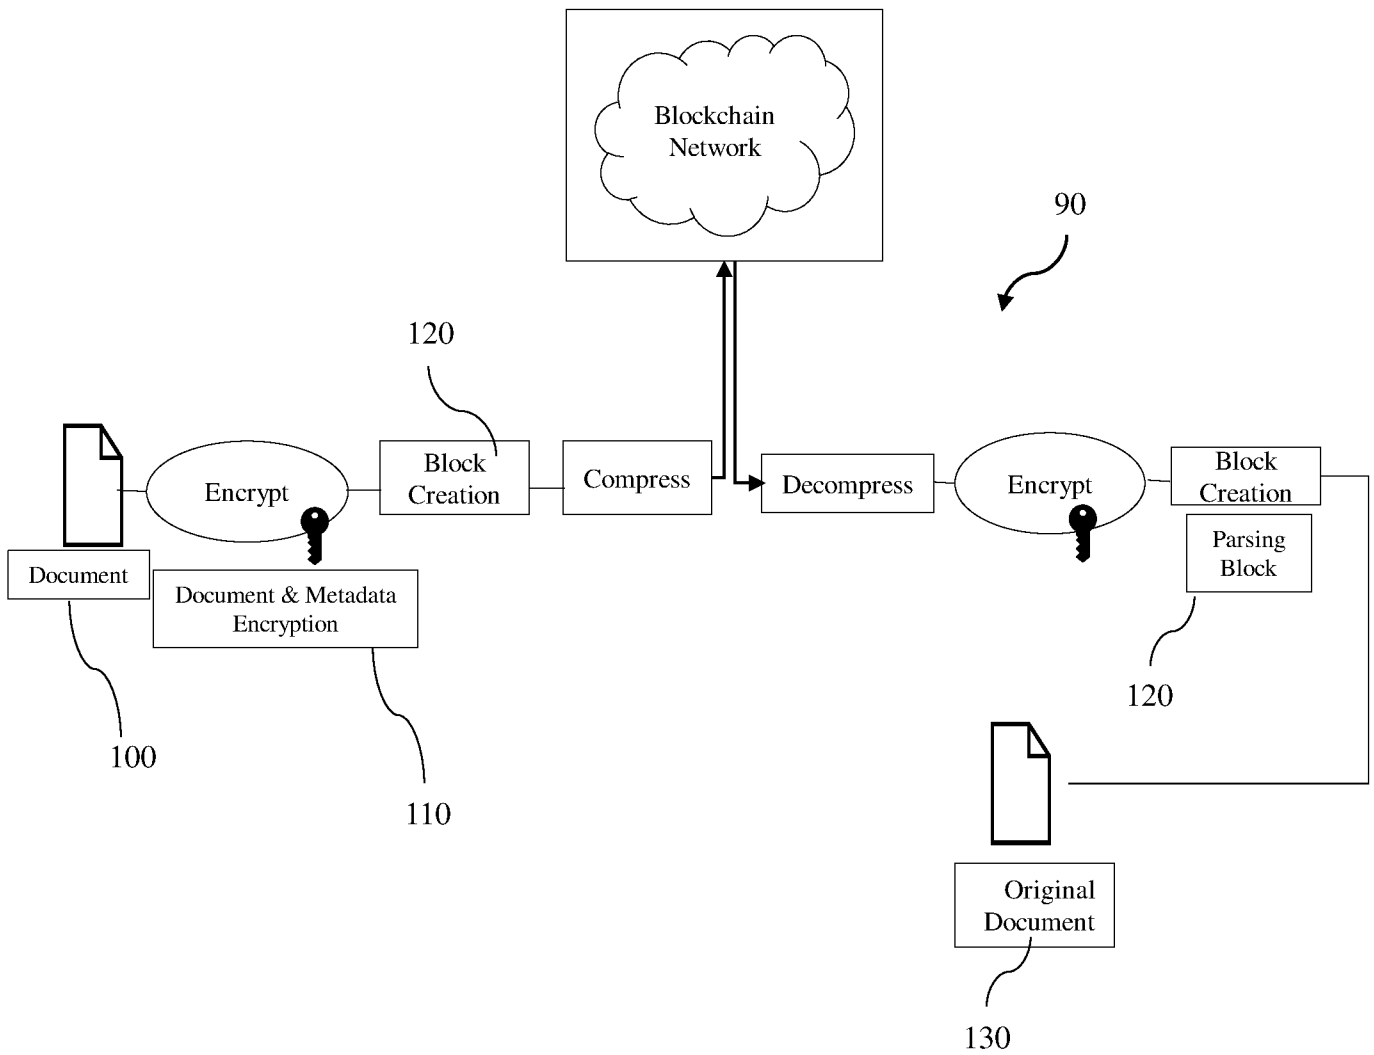 Blockchain
Network
90
120
Encrypt
Block
Creation
Compress
Decompress
Encrypt
Block
Creation
Document
Document & Metadata
Encryption
Parsing
Block
100
110
120
Original
Document
130